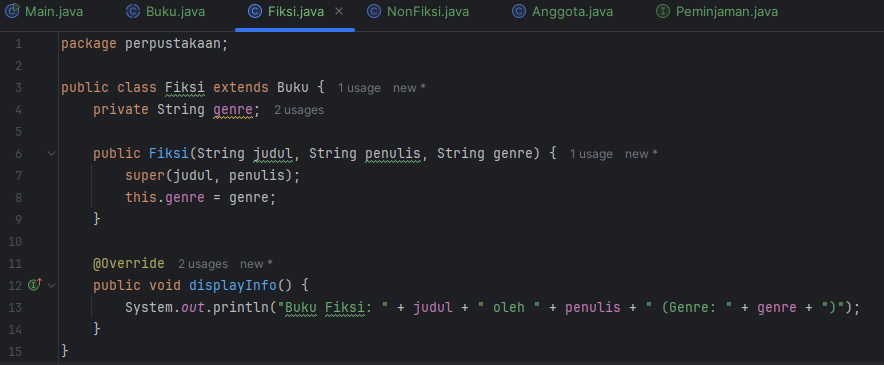 Main.java Buku.java Fiksi.java NonFiksi.java Anggota.java Peminjaman.java
1 package perpustakaan;
2
3 public class Fiksi extends Buku { 1 usage new *
4 private String genre; 2 usages
5
6 public Fiksi(String judul, String penulis, String genre) { 1 usage new *
7 super(judul, penulis);
8 this.genre = genre;
9 }
10
11 @Override 2 usages new *
12 public void displayInfo() {
13 System.out.println("Buku Fiksi: " + judul + " oleh " + penulis + " (Genre: " + genre + ")");
14 }
15 }